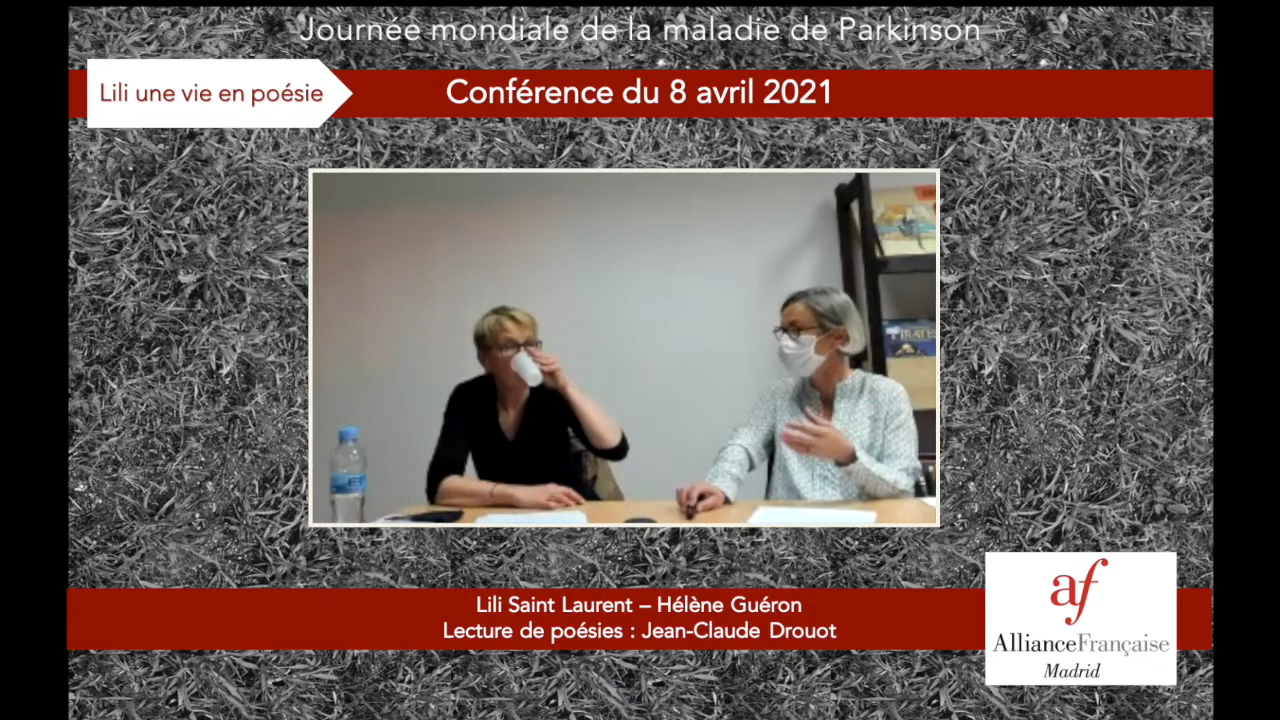 Journée mondiale de la maladie de Parkinson
Lili une vie en poésie
Conférence du 8 avril 2021
Lili Saint Laurent – Hélène Guéron
Lecture de poésies : Jean-Claude Drouot
af
AllianceFrançaise
Madrid